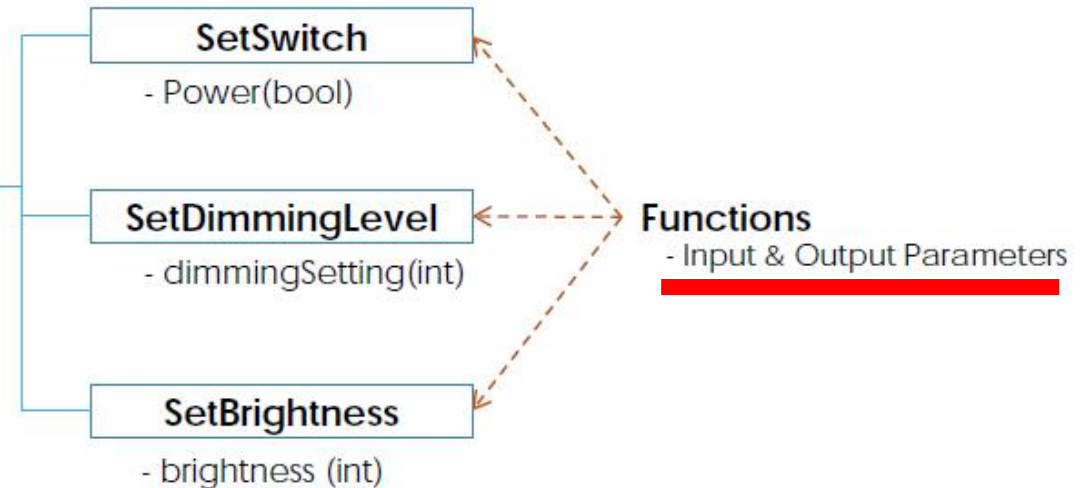 SetSwitch
- Power(bool)
SetDimmingLevel
- dimmingSetting(int)
Functions
- Input & Output Parameters
SetBrightness
- brightness (int)